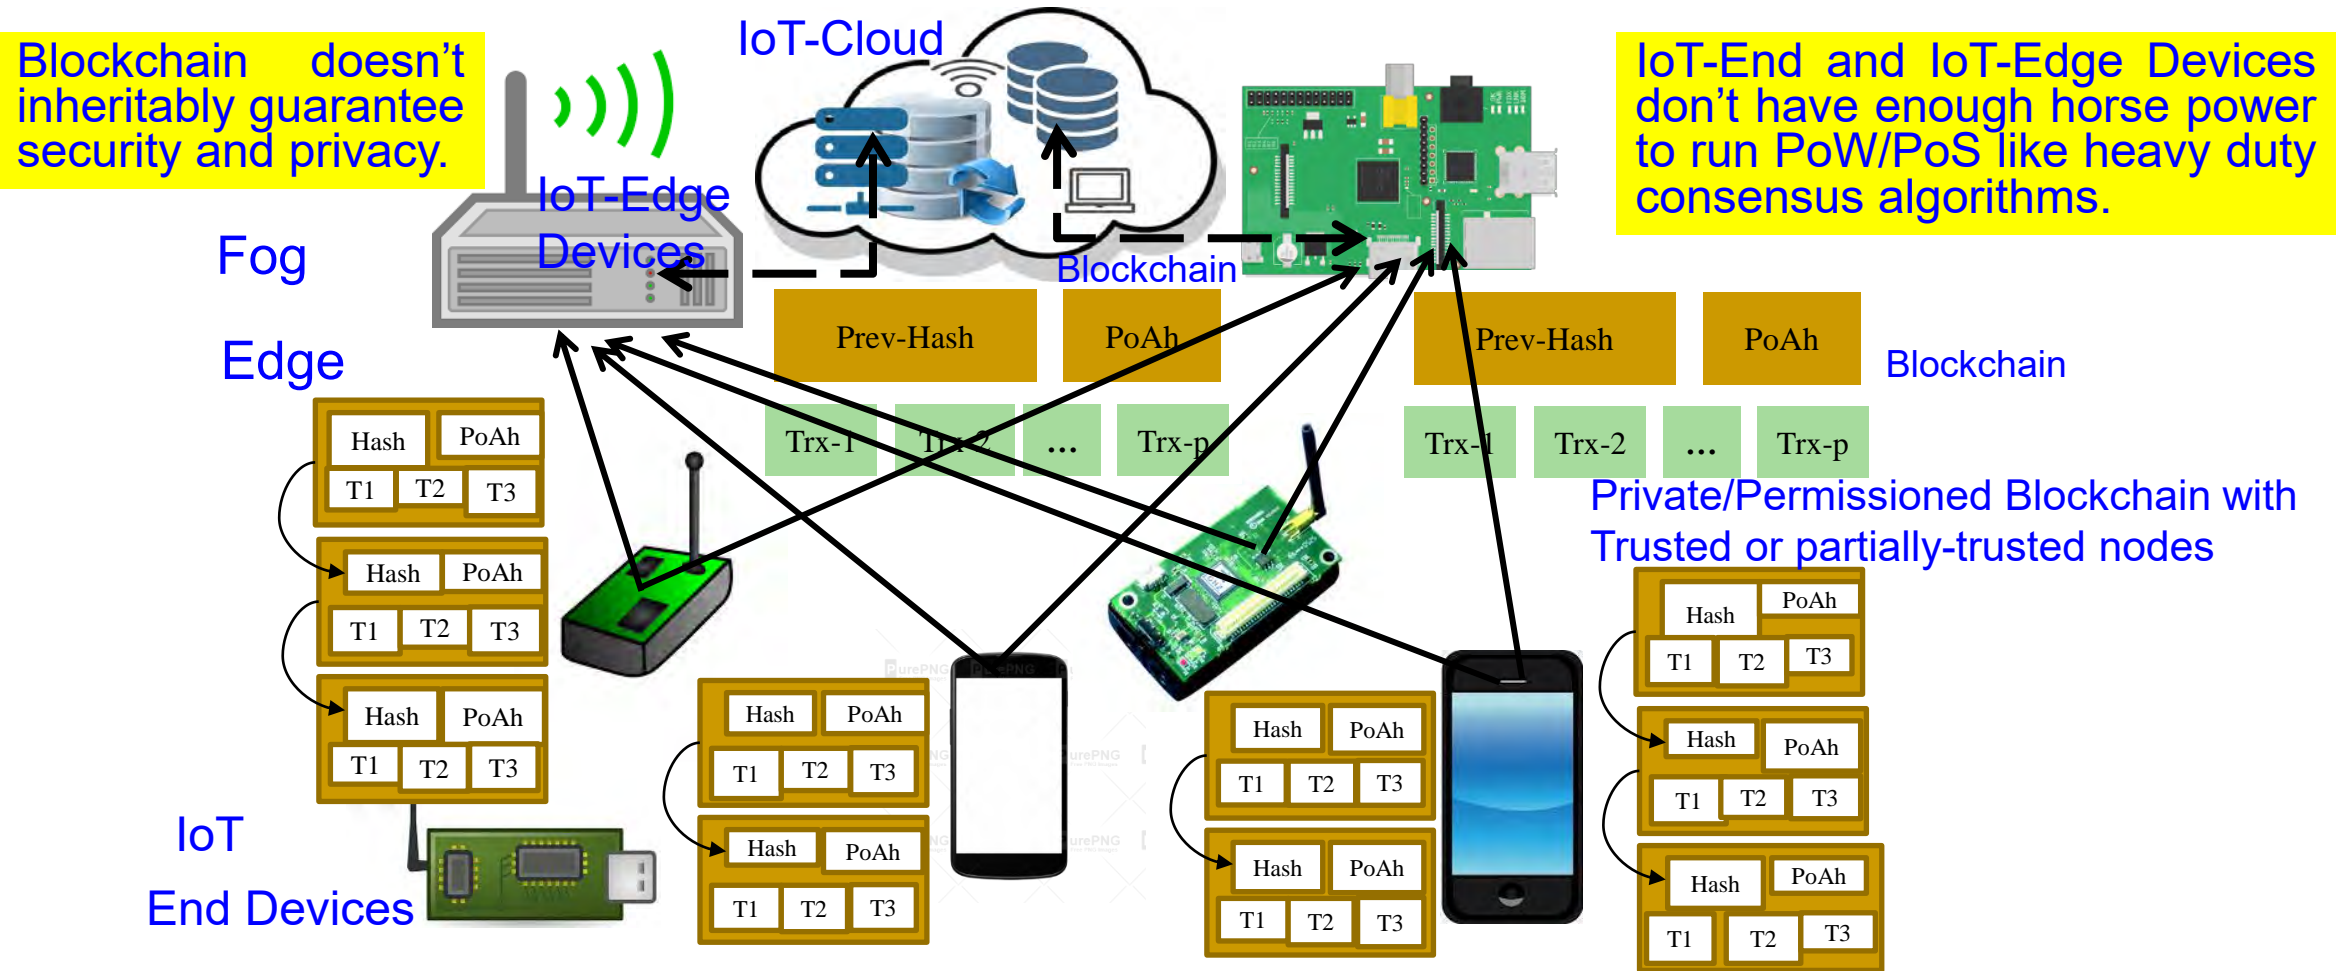 Blockchain doesn't
inheritably guarantee
security and privacy.
IoT-Cloud
IoT-End and IoT-Edge Devices
don't have enough horse power
to run PoW/PoS like heavy duty
consensus algorithms.
IoT-Edge
Devices
Fog
Edge
Blockchain
Prev-Hash
PoAh
Prev-Hash
PoAh
Blockchain
Trx-1
Trx-2
...
Trx-p
Trx-1
Trx-2
...
Trx-p
Private/Permissioned Blockchain with
Trusted or partially-trusted nodes
Hash
PoAh
T1
T2
T3
Hash
PoAh
T1
T2
T3
Hash
PoAh
T1
T2
T3
Hash
PoAh
T1
T2
T3
Hash
PoAh
T1
T2
T3
Hash
PoAh
T1
T2
T3
Hash
PoAh
T1
T2
T3
Hash
PoAh
T1
T2
T3
Hash
PoAh
T1
T2
T3
Hash
PoAh
T1
T2
T3
IoT
End Devices
PurePNG